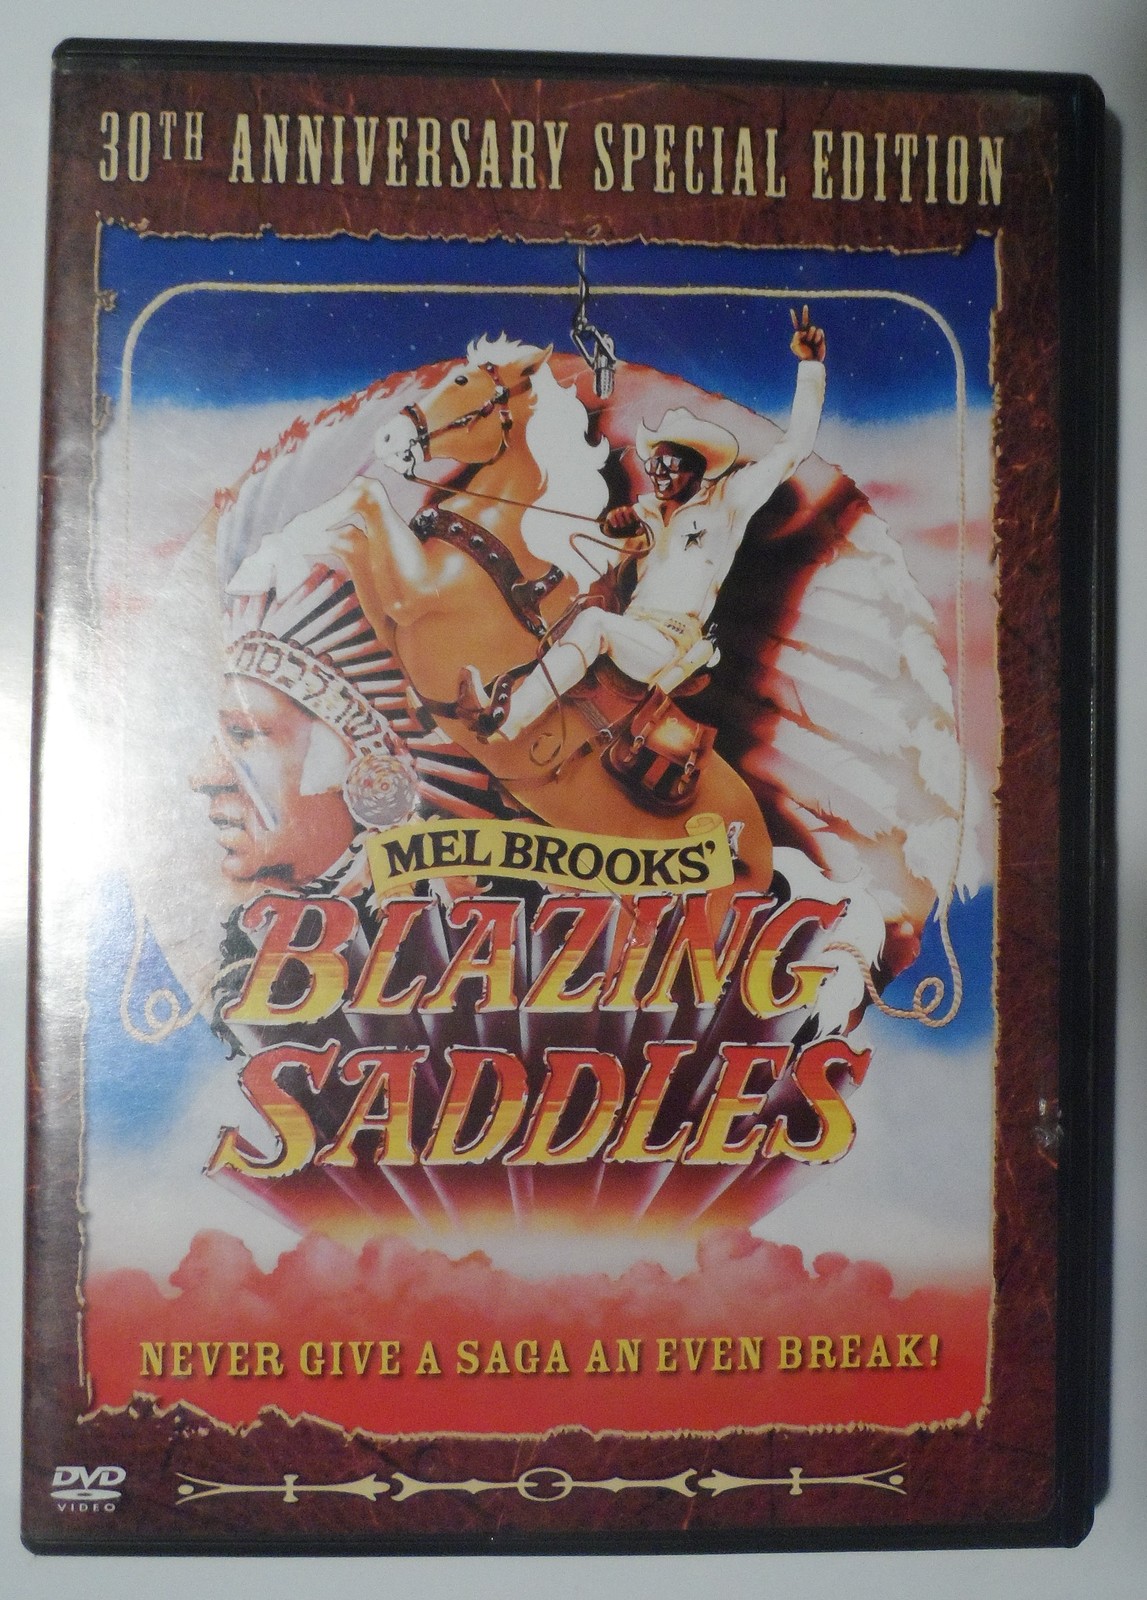 30TH ANNIVERSARY SPECIAL EDITION
MEL BROOKS'
BLAZING
SADDLES
NEVER GIVE A SAGA AN EVEN BREAK!
DVD
VIDEO